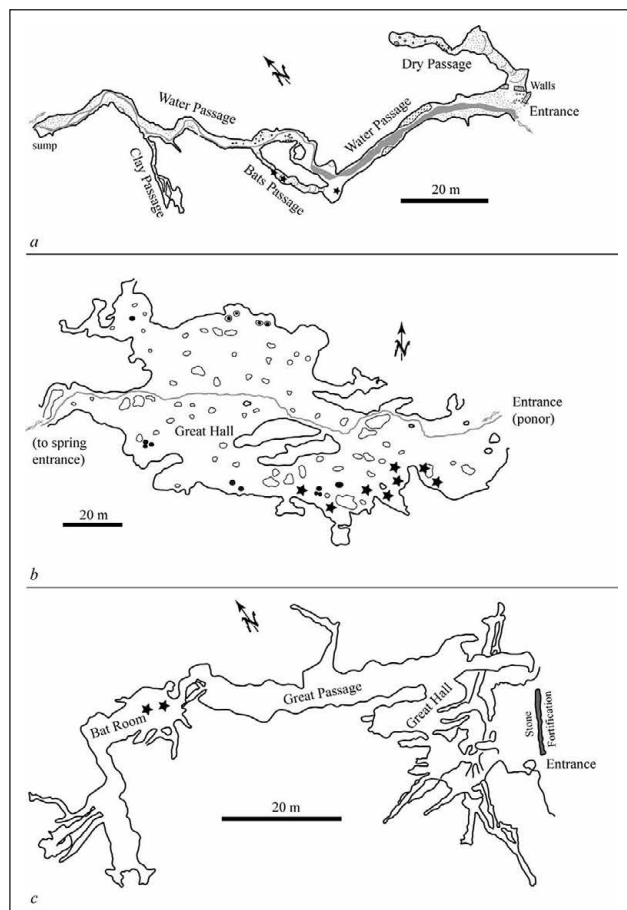 N
Dry Passage
Walls
Entrance
Water Passage
Water Passage
sump
Clay Passage
Bats Passage
20 m
a
N
Entrance
(ponor)
Great Hall
(to spring
entrance)
20 m
b
N
Great Passage
Great Hall
Bat Room
Stone
Fortification
Entrance
20 m
c